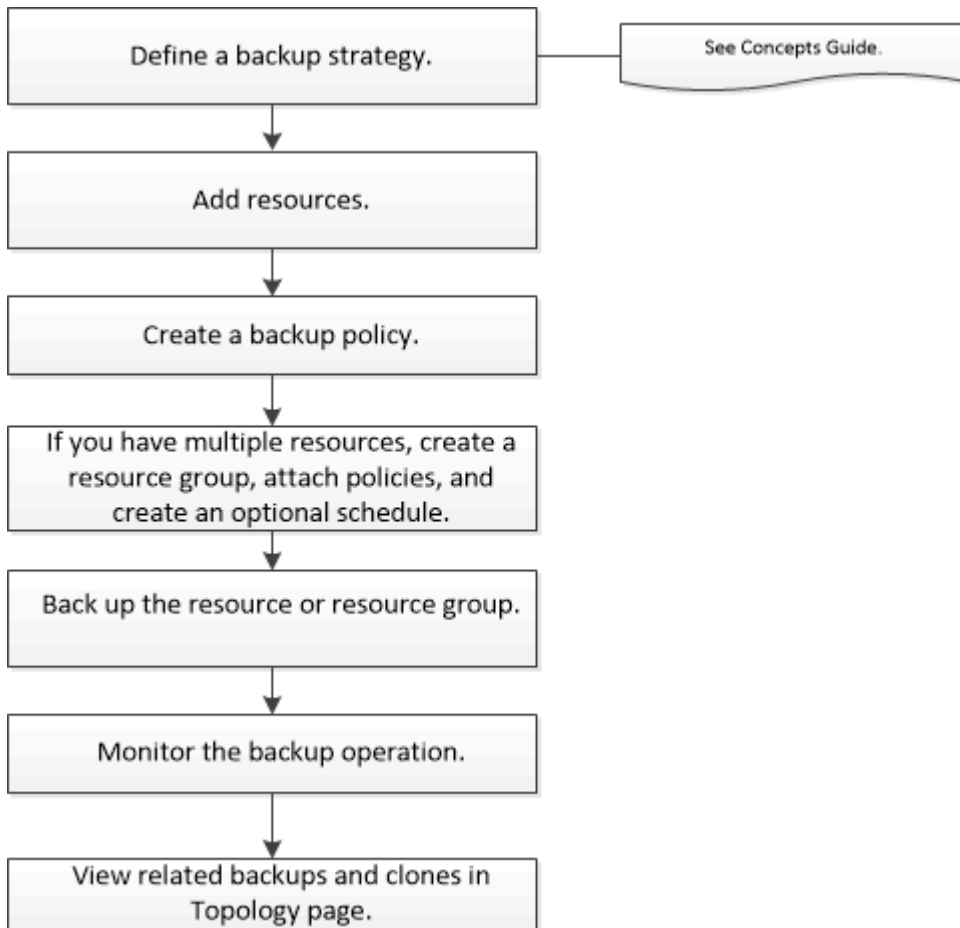 Define a backup strategy.
See Concepts Guide.
Add resources.
Create a backup policy.
If you have multiple resources, create a
resource group, attach policies, and
create an optional schedule.
Back up the resource or resource group.
Monitor the backup operation.
View related backups and clones in
Topology page.